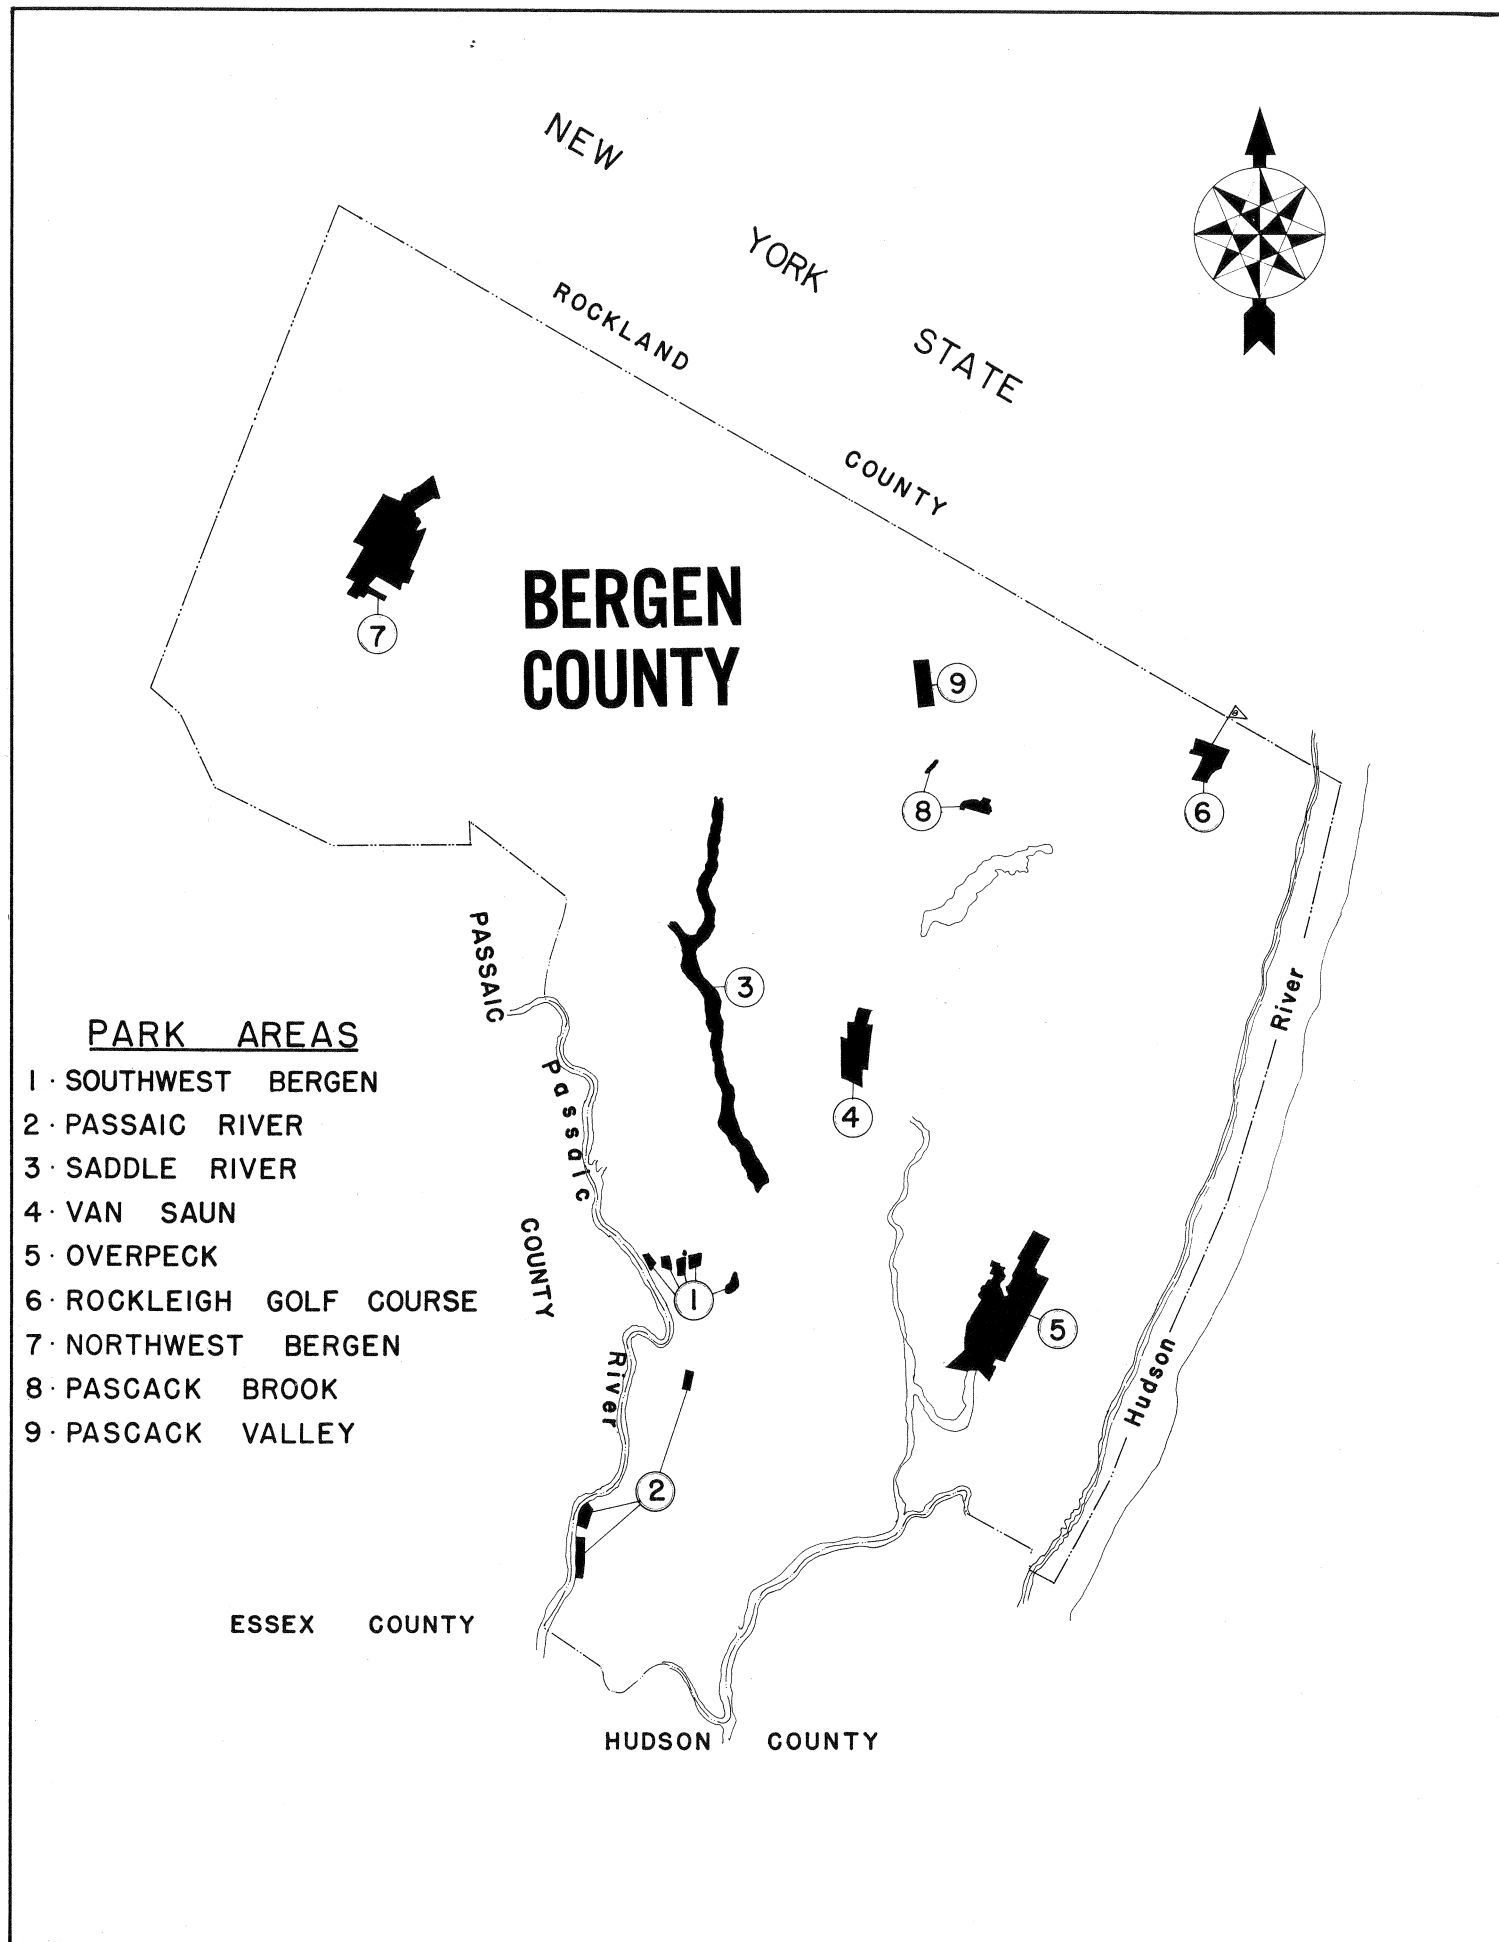 NEW YORK STATE
ROCKLAND COUNTY
BERGEN
COUNTY
7
9
8
6
3
4
5
1
2
PASSAIC COUNTY
Passaic River
Hudson River
PARK AREAS
1. SOUTHWEST BERGEN
2. PASSAIC RIVER
3. SADDLE RIVER
4. VAN SAUN
5. OVERPECK
6. ROCKLEIGH GOLF COURSE
7. NORTHWEST BERGEN
8. PASCACK BROOK
9. PASCACK VALLEY
ESSEX COUNTY
HUDSON COUNTY